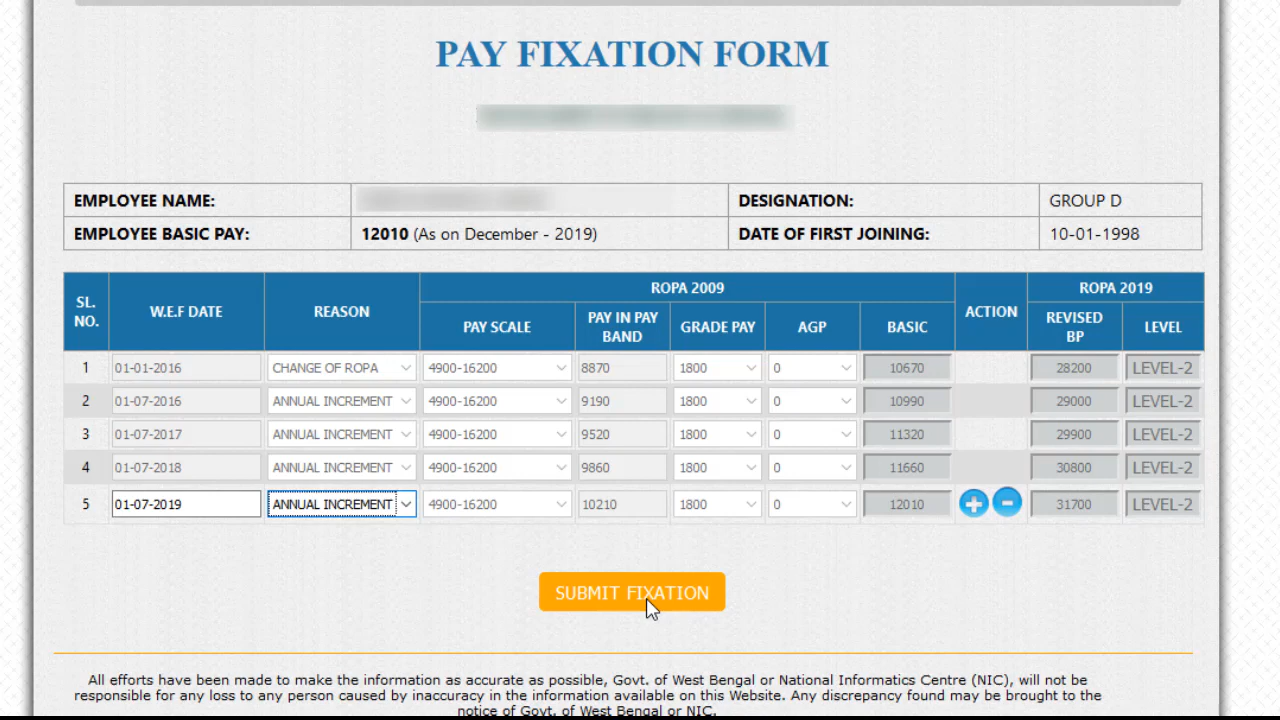 PAY FIXATION FORM
EMPLOYEE NAME: DESIGNATION: GROUP D
EMPLOYEE BASIC PAY: 12010 (As on December - 2019) DATE OF FIRST JOINING: 10-01-1998
SL. NO. W.E.F DATE REASON ROPA 2009 ACTION ROPA 2019
PAY SCALE PAY IN PAY BAND GRADE PAY AGP BASIC REVISED BP LEVEL
1 01-01-2016 CHANGE OF ROPA 4900-16200 8870 1800 0 10670 28200 LEVEL-2
2 01-07-2016 ANNUAL INCREMENT 4900-16200 9190 1800 0 10990 29000 LEVEL-2
3 01-07-2017 ANNUAL INCREMENT 4900-16200 9520 1800 0 11320 29900 LEVEL-2
4 01-07-2018 ANNUAL INCREMENT 4900-16200 9860 1800 0 11660 30800 LEVEL-2
5 01-07-2019 ANNUAL INCREMENT 4900-16200 10210 1800 0 12010 + - 31700 LEVEL-2
SUBMIT FIXATION
All efforts have been made to make the information as accurate as possible, Govt. of West Bengal or National Informatics Centre (NIC), will not be
responsible for any loss to any person caused by inaccuracy in the information available on this Website. Any discrepancy found may be brought to the
notice of Govt. of West Bengal or NIC.